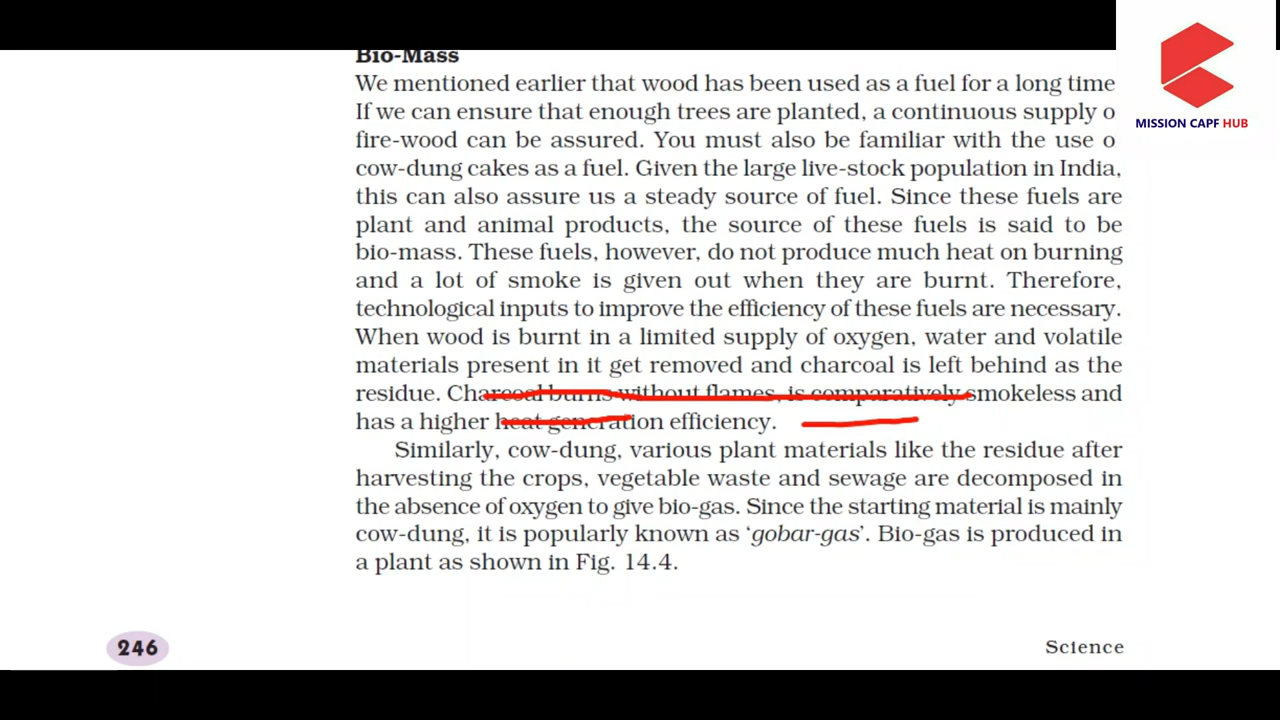 Bio-Mass
We mentioned earlier that wood has been used as a fuel for a long time
If we can ensure that enough trees are planted, a continuous supply o
fire-wood can be assured. You must also be familiar with the use o
cow-dung cakes as a fuel. Given the large live-stock population in India,
this can also assure us a steady source of fuel. Since these fuels are
plant and animal products, the source of these fuels is said to be
bio-mass. These fuels, however, do not produce much heat on burning
and a lot of smoke is given out when they are burnt. Therefore,
technological inputs to improve the efficiency of these fuels are necessary.
When wood is burnt in a limited supply of oxygen, water and volatile
materials present in it get removed and charcoal is left behind as the
residue. Charcoal burns without flames, is comparatively smokeless and
has a higher heat generation efficiency.
Similarly, cow-dung, various plant materials like the residue after
harvesting the crops, vegetable waste and sewage are decomposed in
the absence of oxygen to give bio-gas. Since the starting material is mainly
cow-dung, it is popularly known as ‘gobar-gas’. Bio-gas is produced in
a plant as shown in Fig. 14.4.
246
Science
MISSION CAPF HUB